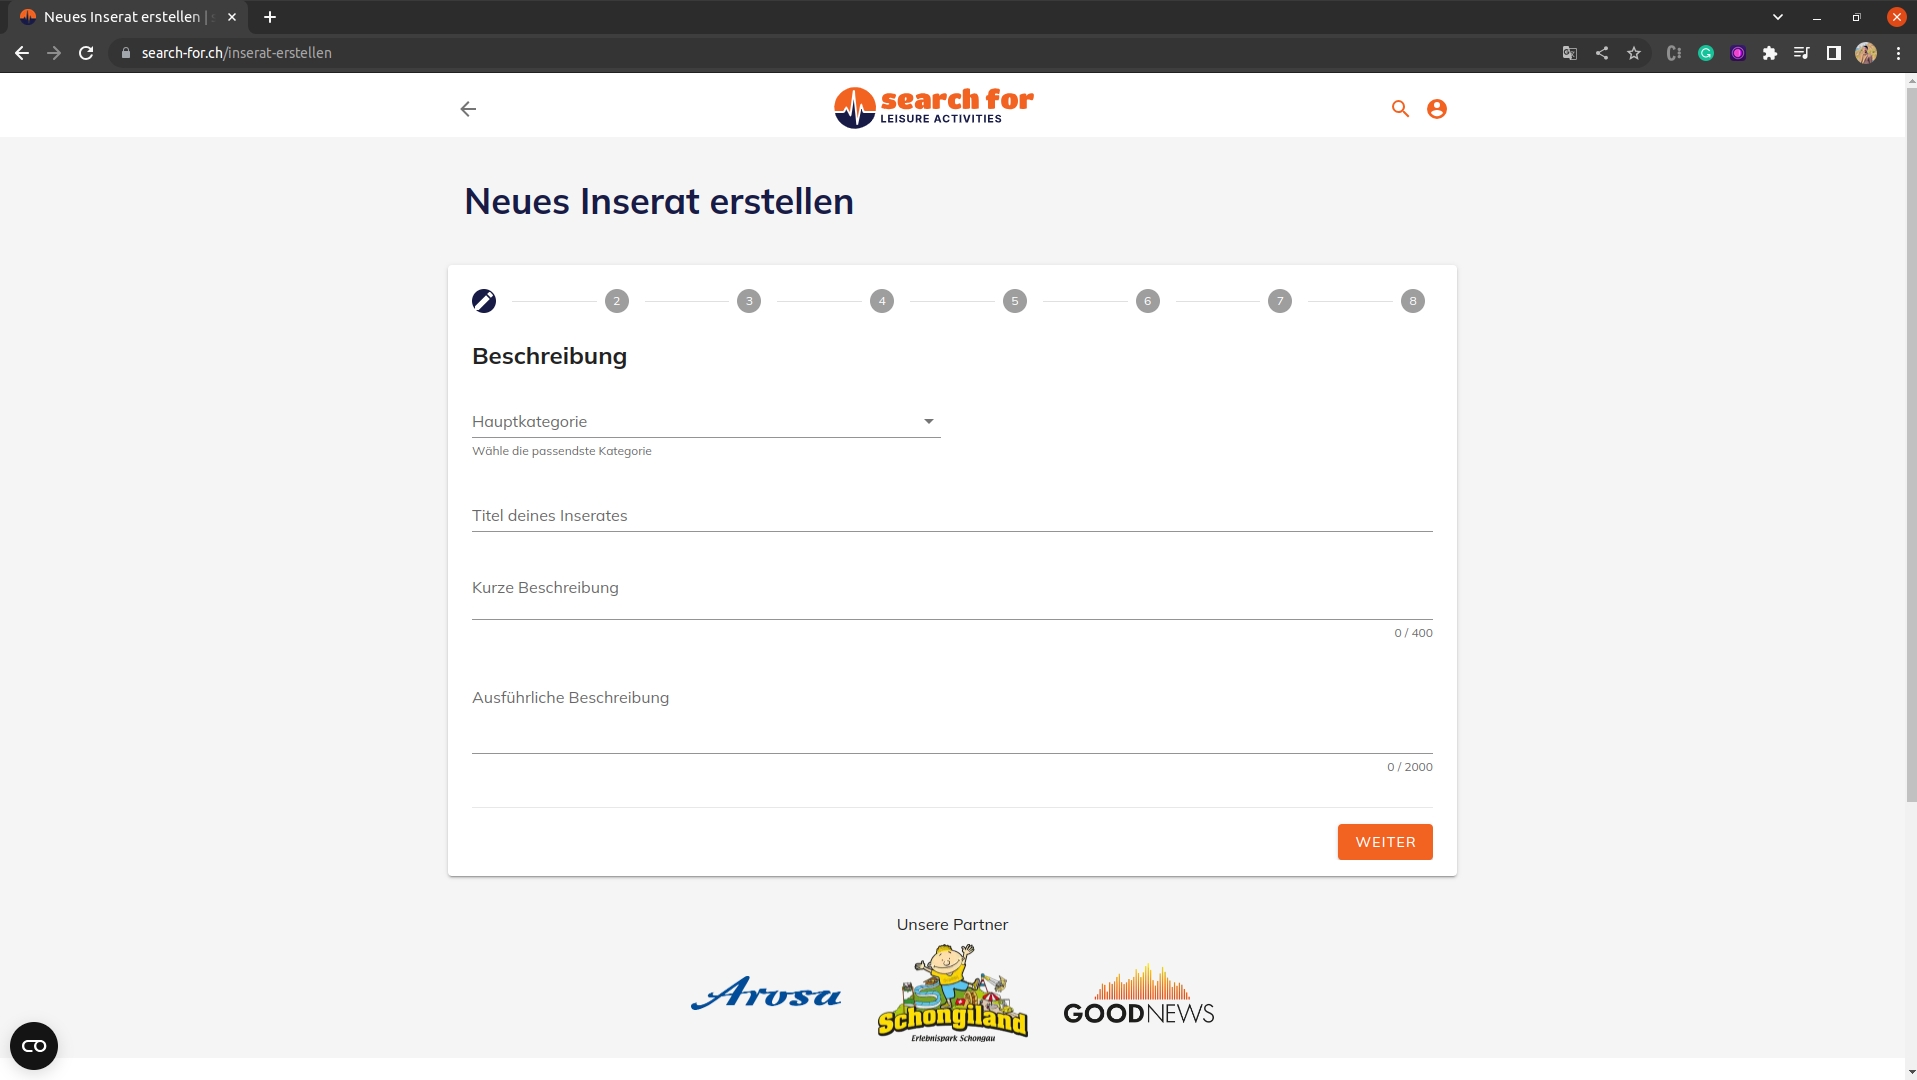 Neues Inserat erstellen |
search-for.ch/inserat-erstellen
search for
LEISURE ACTIVITIES
Neues Inserat erstellen
2 3 4 5 6 7 8
Beschreibung
Hauptkategorie
Wähle die passendste Kategorie
Titel deines Inserates
Kurze Beschreibung
0 / 400
Ausführliche Beschreibung
0 / 2000
WEITER
Unsere Partner
Arosa
Schongiland
Erlebnispark Schongau
GOODNEWS